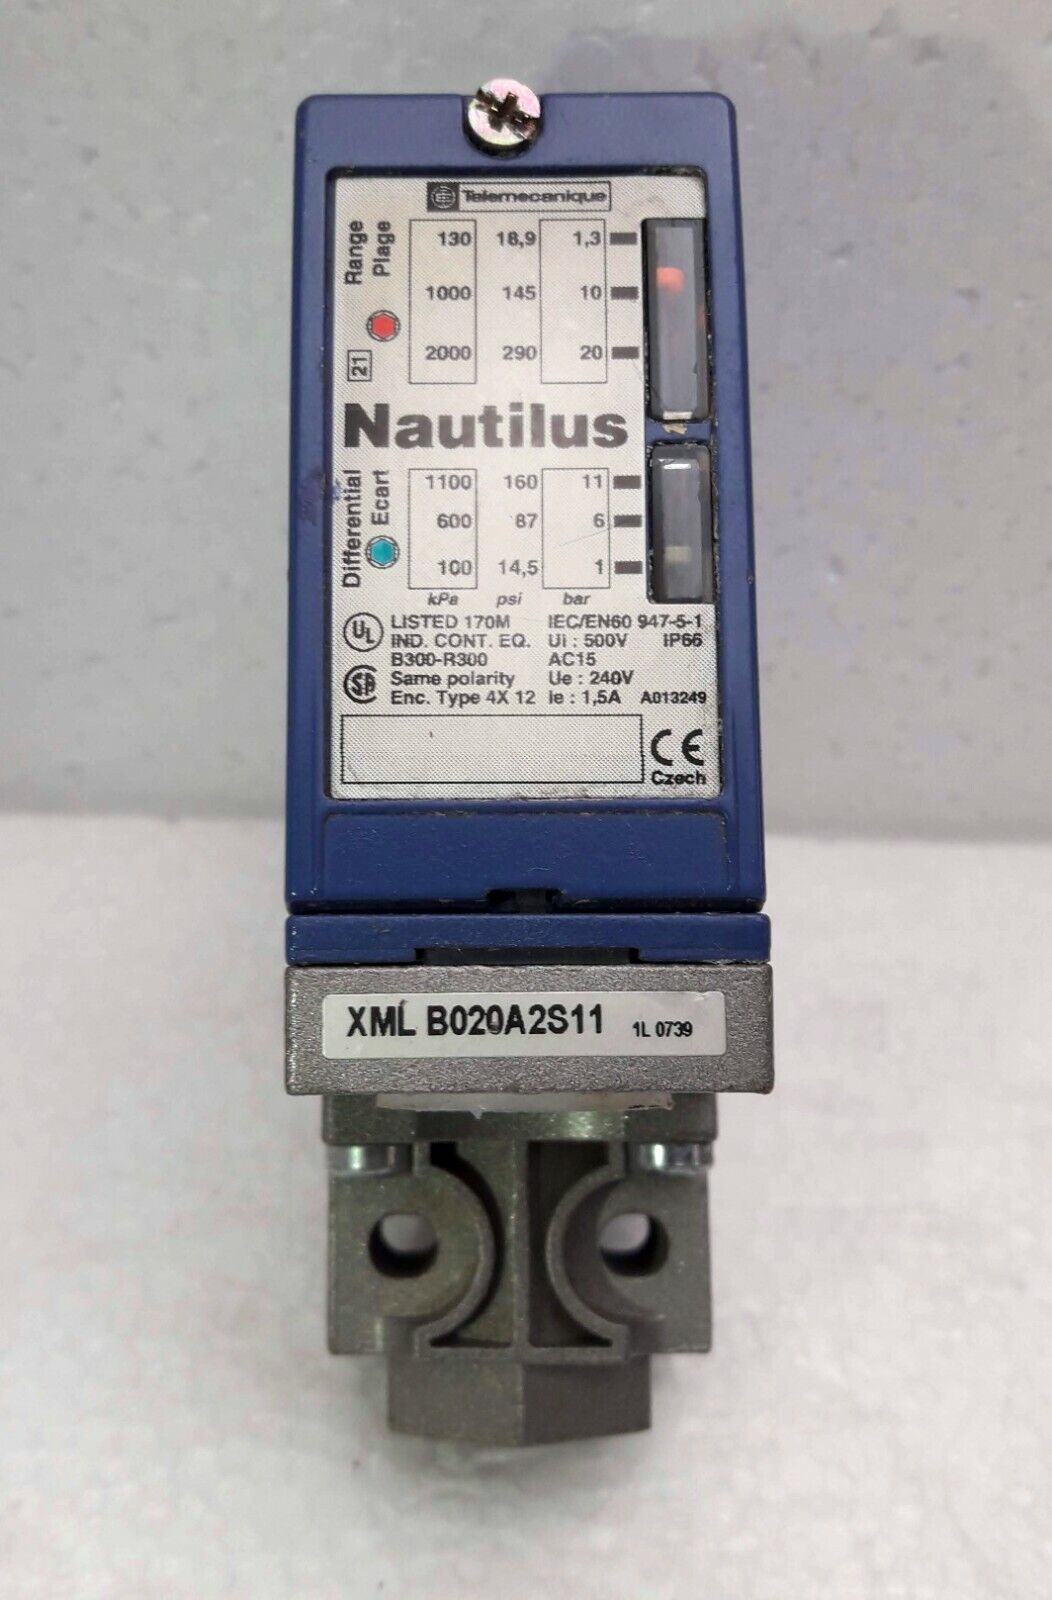 Telemecanique
Range
Plage
130 18,9 1,3
1000 145 10
2000 290 20
21
Nautilus
Differential
Ecart
1100 160 11
600 87 6
100 14,5 1
kPa psi bar
UL LISTED 170M IEC/EN60 947-5-1
IND. CONT. EQ. Ui : 500V IP66
B300-R300 AC15
SA Same polarity Ue : 240V
Enc. Type 4X 12 Ie : 1,5A A013249
CE
Czech
XML B020A2S11 1L 0739